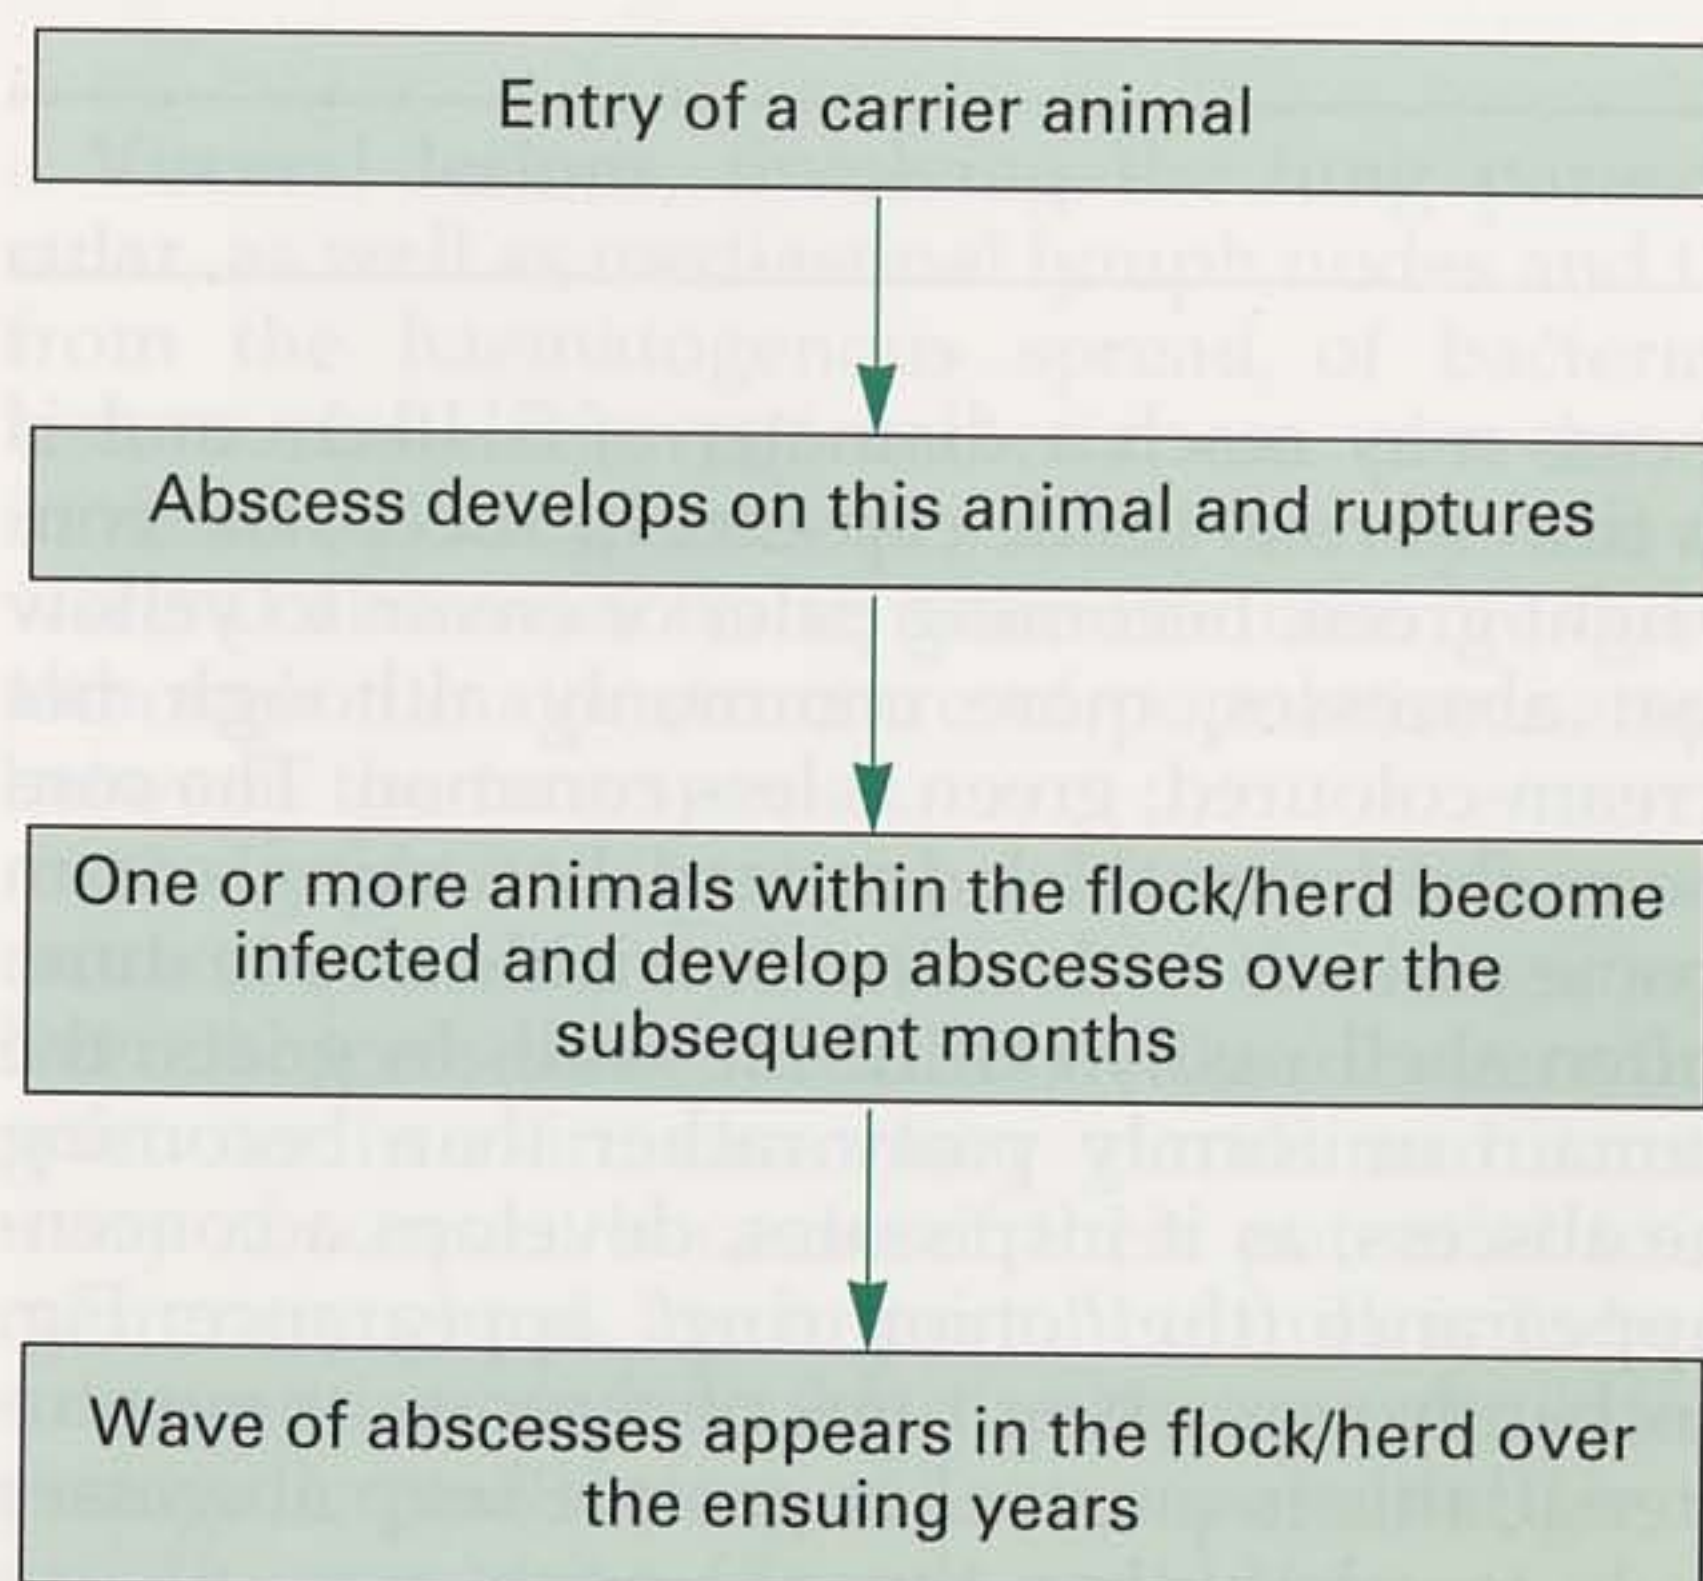 Entry of a carrier animal
Abscess develops on this animal and ruptures
One or more animals within the flock/herd become
infected and develop abscesses over the
subsequent months
Wave of abscesses appears in the flock/herd over
the ensuing years